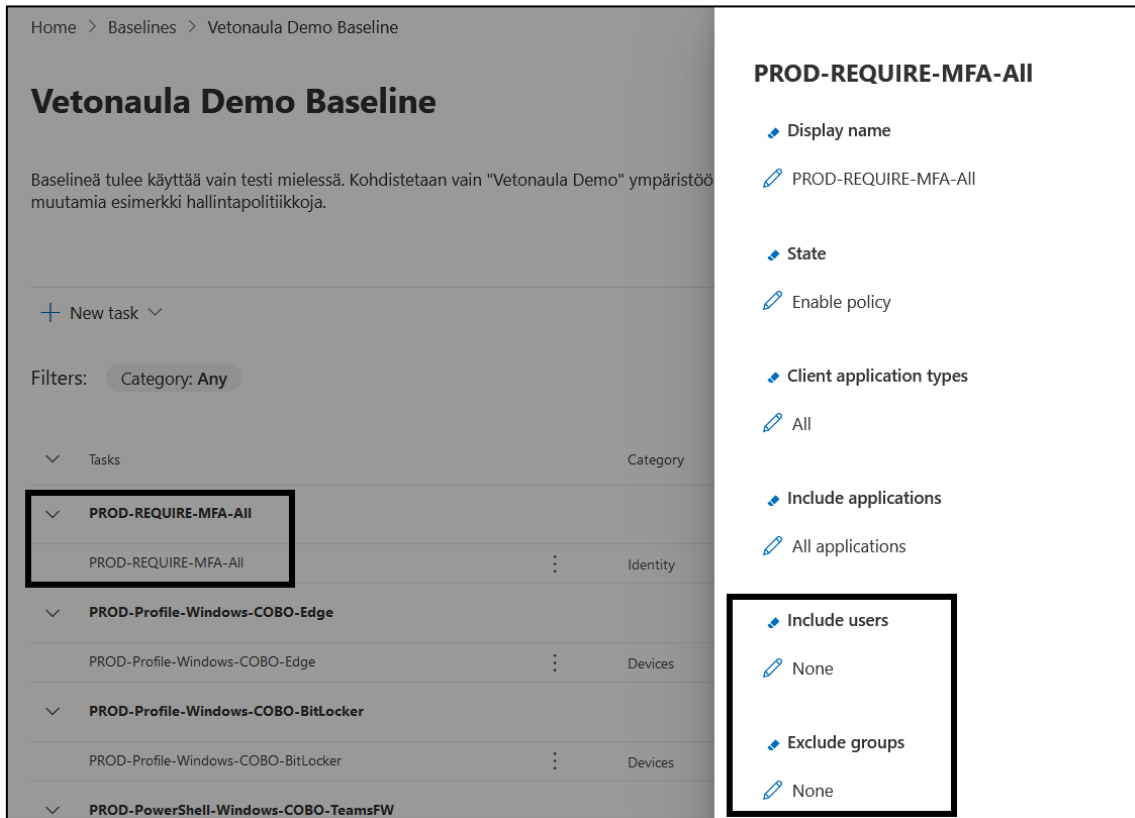 Home > Baselines > Vetonaula Demo Baseline
Vetonaula Demo Baseline
Baselineä tulee käyttää vain testi mielessä. Kohdistetaan vain "Vetonaula Demo" ympäristöö
muutamia esimerkki hallintapolitiikkoja.
New task
Filters: Category: Any
Tasks Category
PROD-REQUIRE-MFA-All
PROD-REQUIRE-MFA-All Identity
PROD-Profile-Windows-COBO-Edge
PROD-Profile-Windows-COBO-Edge Devices
PROD-Profile-Windows-COBO-BitLocker
PROD-Profile-Windows-COBO-BitLocker Devices
PROD-PowerShell-Windows-COBO-TeamsFW
PROD-REQUIRE-MFA-All
Display name
PROD-REQUIRE-MFA-All
State
Enable policy
Client application types
All
Include applications
All applications
Include users
None
Exclude groups
None